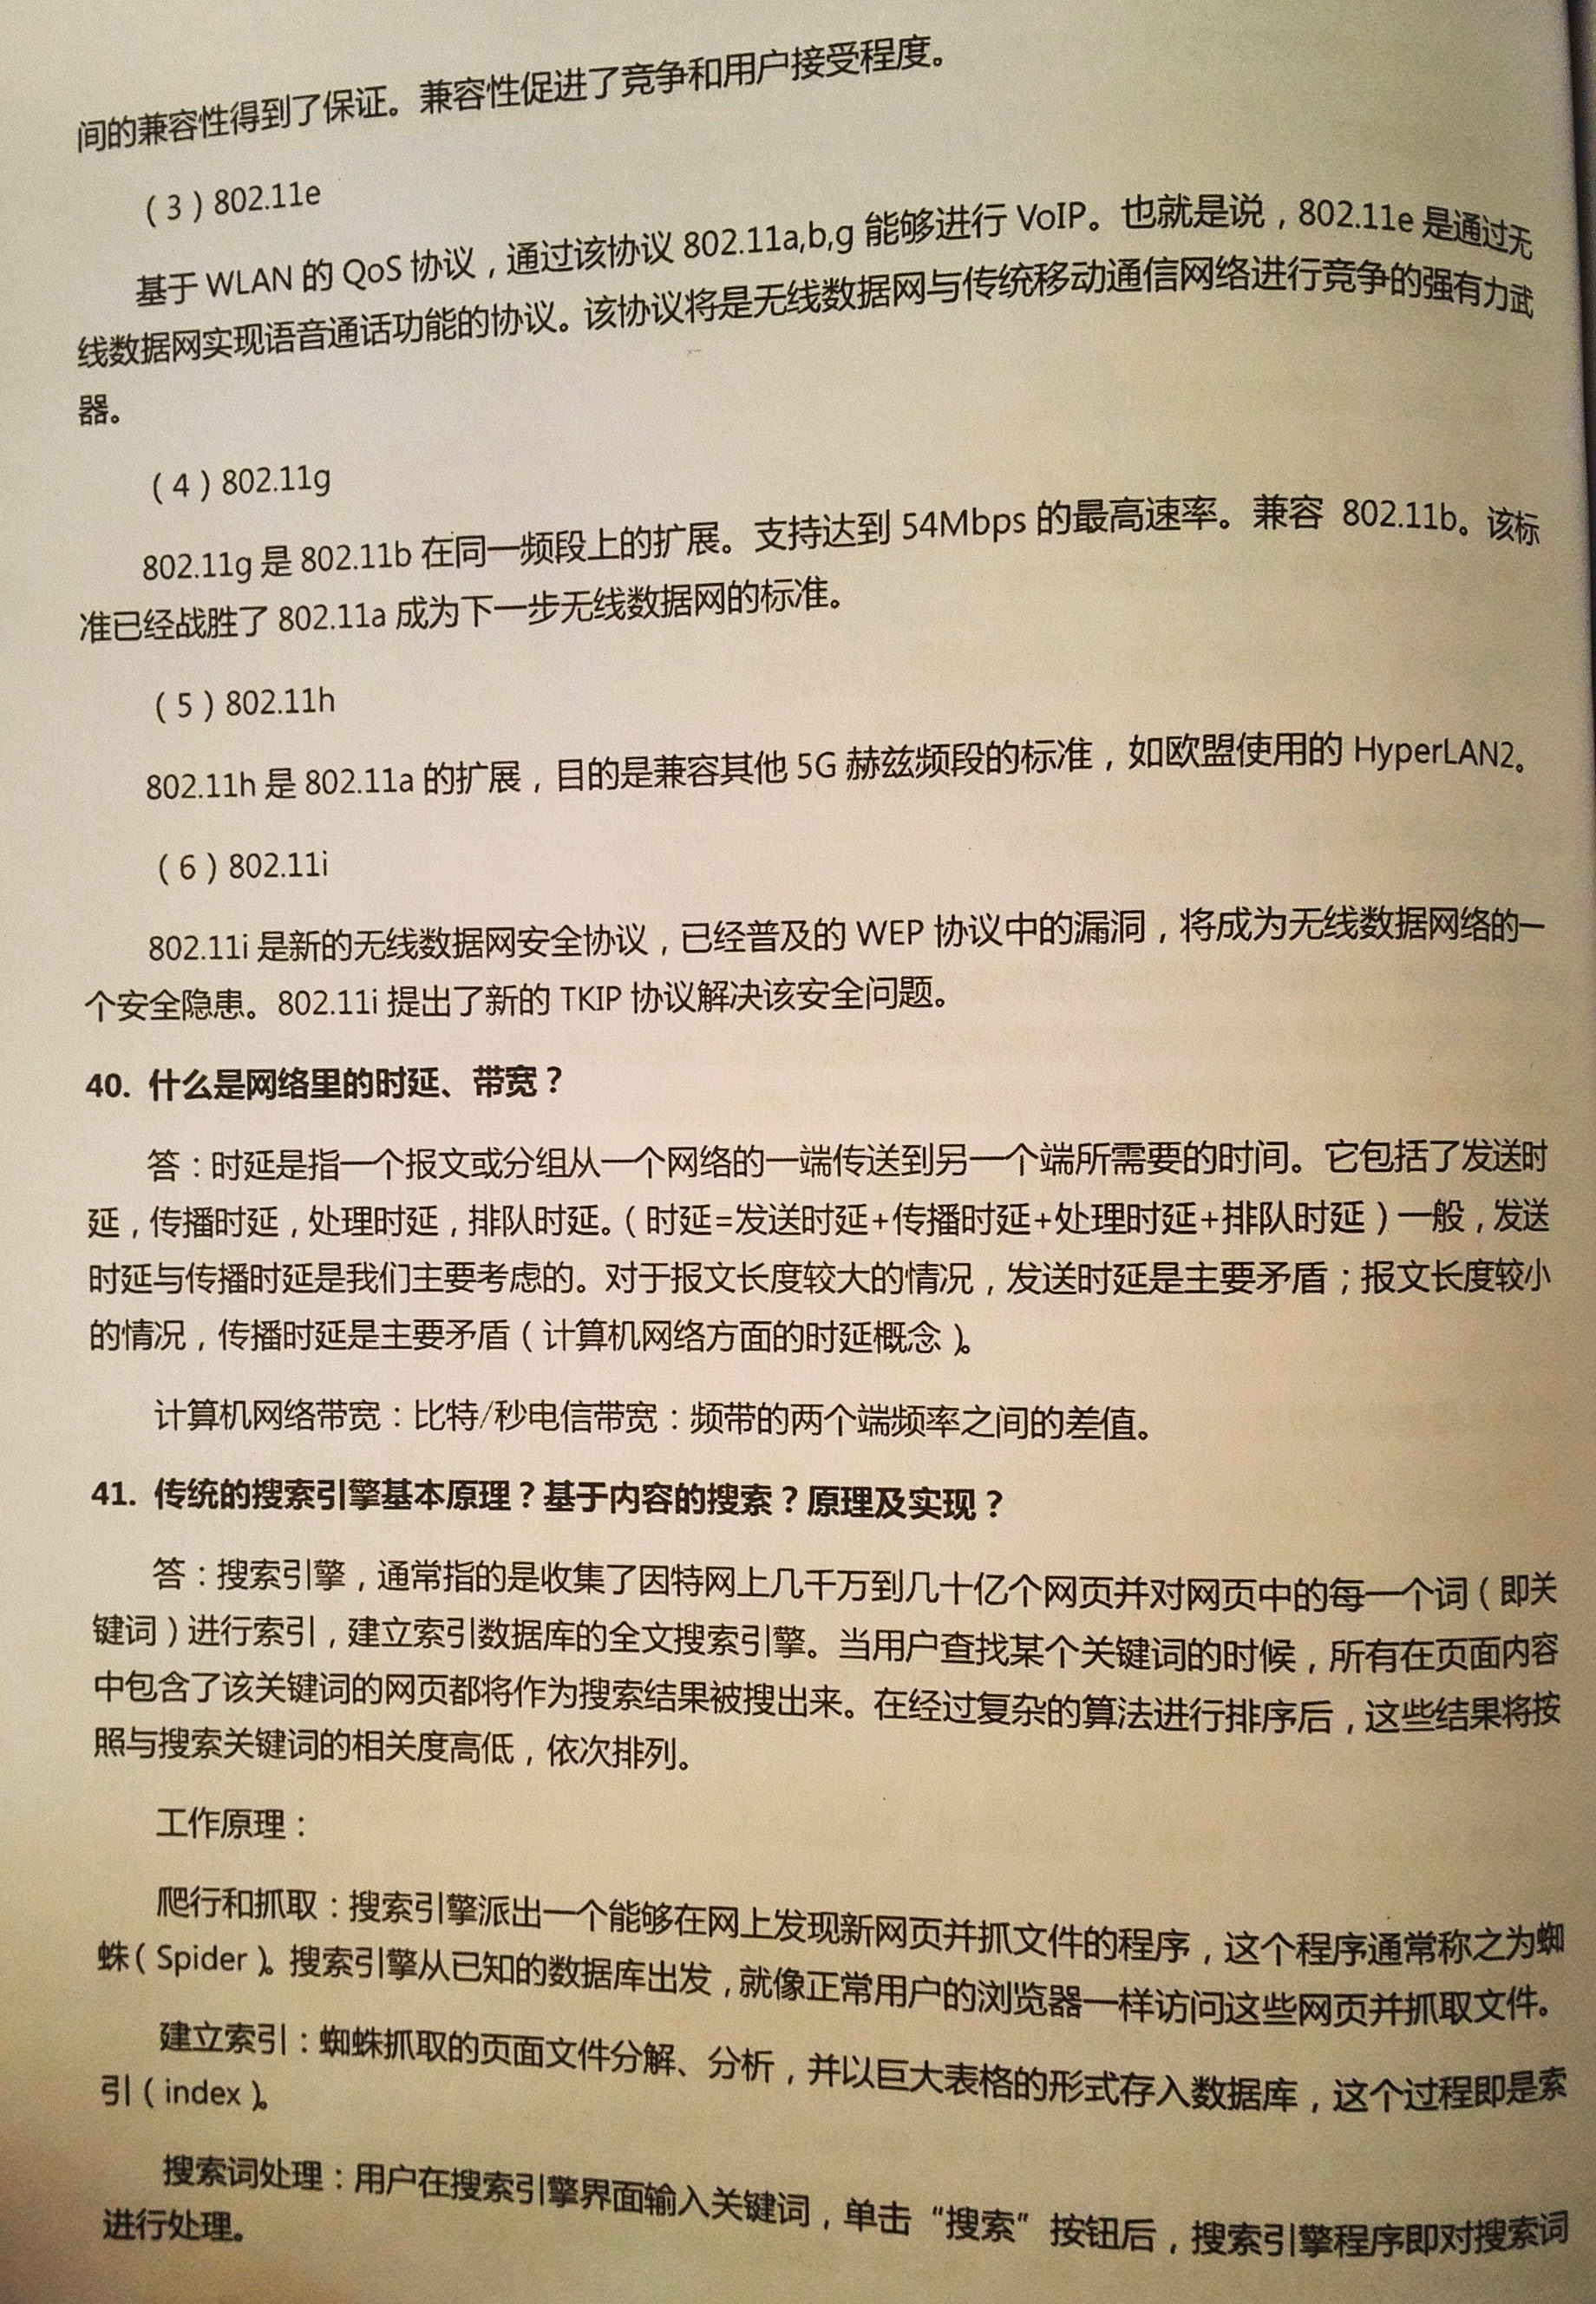 间的兼容性得到了保证。兼容性促进了竞争和用户接受程度。
（3）802.11e
基于 WLAN 的 QoS 协议，通过该协议 802.11a,b,g 能够进行 VoIP。也就是说，802.11e 是通过无
线数据网实现语音通话功能的协议。该协议将是无线数据网与传统移动通信网络进行竞争的强有力武
器。
（4）802.11g
802.11g 是 802.11b 在同一频段上的扩展。支持达到 54Mbps 的最高速率。兼容 802.11b。该标
准已经战胜了 802.11a 成为下一步无线数据网的标准。
（5）802.11h
802.11h 是 802.11a 的扩展，目的是兼容其他 5G 赫兹频段的标准，如欧盟使用的 HyperLAN2。
（6）802.11i
802.11i 是新的无线数据网安全协议，已经普及的 WEP 协议中的漏洞，将成为无线数据网络的一
个安全隐患。802.11i 提出了新的 TKIP 协议解决该安全问题。
40. 什么是网络里的时延、带宽？
答：时延是指一个报文或分组从一个网络的一端传送到另一个端所需要的时间。它包括了发送时
延，传播时延，处理时延，排队时延。（时延=发送时延+传播时延+处理时延+排队时延）一般，发送
时延与传播时延是我们主要考虑的。对于报文长度较大的情况，发送时延是主要矛盾；报文长度较小
的情况，传播时延是主要矛盾（计算机网络方面的时延概念）。
计算机网络带宽：比特/秒电信带宽：频带的两个端频率之间的差值。
41. 传统的搜索引擎基本原理？基于内容的搜索？原理及实现？
答：搜索引擎，通常指的是收集了因特网上几千万到几十亿个网页并对网页中的每一个词（即关
键词）进行索引，建立索引数据库的全文搜索引擎。当用户查找某个关键词的时候，所有在页面内容
中包含了该关键词的网页都将作为搜索结果被搜出来。在经过复杂的算法进行排序后，这些结果将按
照与搜索关键词的相关度高低，依次排列。
工作原理：
爬行和抓取：搜索引擎派出一个能够在网上发现新网页并抓文件的程序，这个程序通常称之为蜘
蛛（Spider）。搜索引擎从已知的数据库出发，就像正常用户的浏览器一样访问这些网页并抓取文件。
建立索引：蜘蛛抓取的页面文件分解、分析，并以巨大表格的形式存入数据库，这个过程即是索
引（index）。
搜索词处理：用户在搜索引擎界面输入关键词，单击“搜索”按钮后，搜索引擎程序即对搜索词
进行处理。